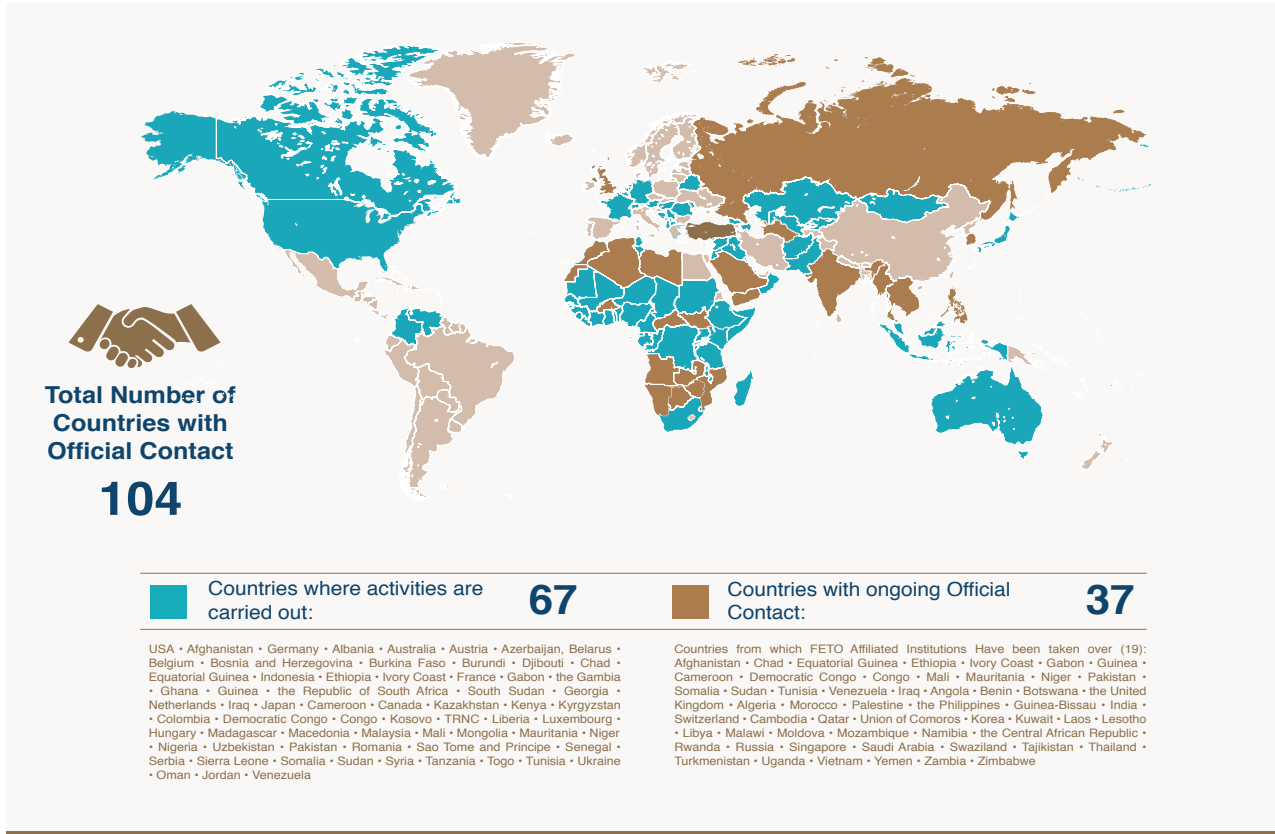 Total Number of
Countries with
Official Contact
104
Countries where activities are
carried out:
67
Countries with ongoing Official
Contact:
37
USA • Afghanistan • Germany • Albania • Australia • Austria • Azerbaijan, Belarus •
Belgium • Bosnia and Herzegovina • Burkina Faso • Burundi • Djibouti • Chad •
Equatorial Guinea • Indonesia • Ethiopia • Ivory Coast • France • Gabon • the Gambia
• Ghana • Guinea • the Republic of South Africa • South Sudan • Georgia •
Netherlands • Iraq • Japan • Cameroon • Canada • Kazakhstan • Kenya • Kyrgyzstan
• Colombia • Democratic Congo • Congo • Kosovo • TRNC • Liberia • Luxembourg •
Hungary • Madagascar • Macedonia • Malaysia • Mali • Mongolia • Mauritania • Niger
• Nigeria • Uzbekistan • Pakistan • Romania • Sao Tome and Principe • Senegal •
Serbia • Sierra Leone • Somalia • Sudan • Syria • Tanzania • Togo • Tunisia • Ukraine
• Oman • Jordan • Venezuela
Countries from which FETO Affiliated Institutions Have been taken over (19):
Afghanistan • Chad • Equatorial Guinea • Ethiopia • Ivory Coast • Gabon • Guinea •
Cameroon • Democratic Congo • Congo • Mali • Mauritania • Niger • Pakistan •
Somalia • Sudan • Tunisia • Venezuela • Iraq • Angola • Benin • Botswana • the United
Kingdom • Algeria • Morocco • Palestine • the Philippines • Guinea-Bissau • India •
Switzerland • Cambodia • Qatar • Union of Comoros • Korea • Kuwait • Laos • Lesotho
• Libya • Malawi • Moldova • Mozambique • Namibia • the Central African Republic •
Rwanda • Russia • Singapore • Saudi Arabia • Swaziland • Tajikistan • Thailand •
Turkmenistan • Uganda • Vietnam • Yemen • Zambia • Zimbabwe